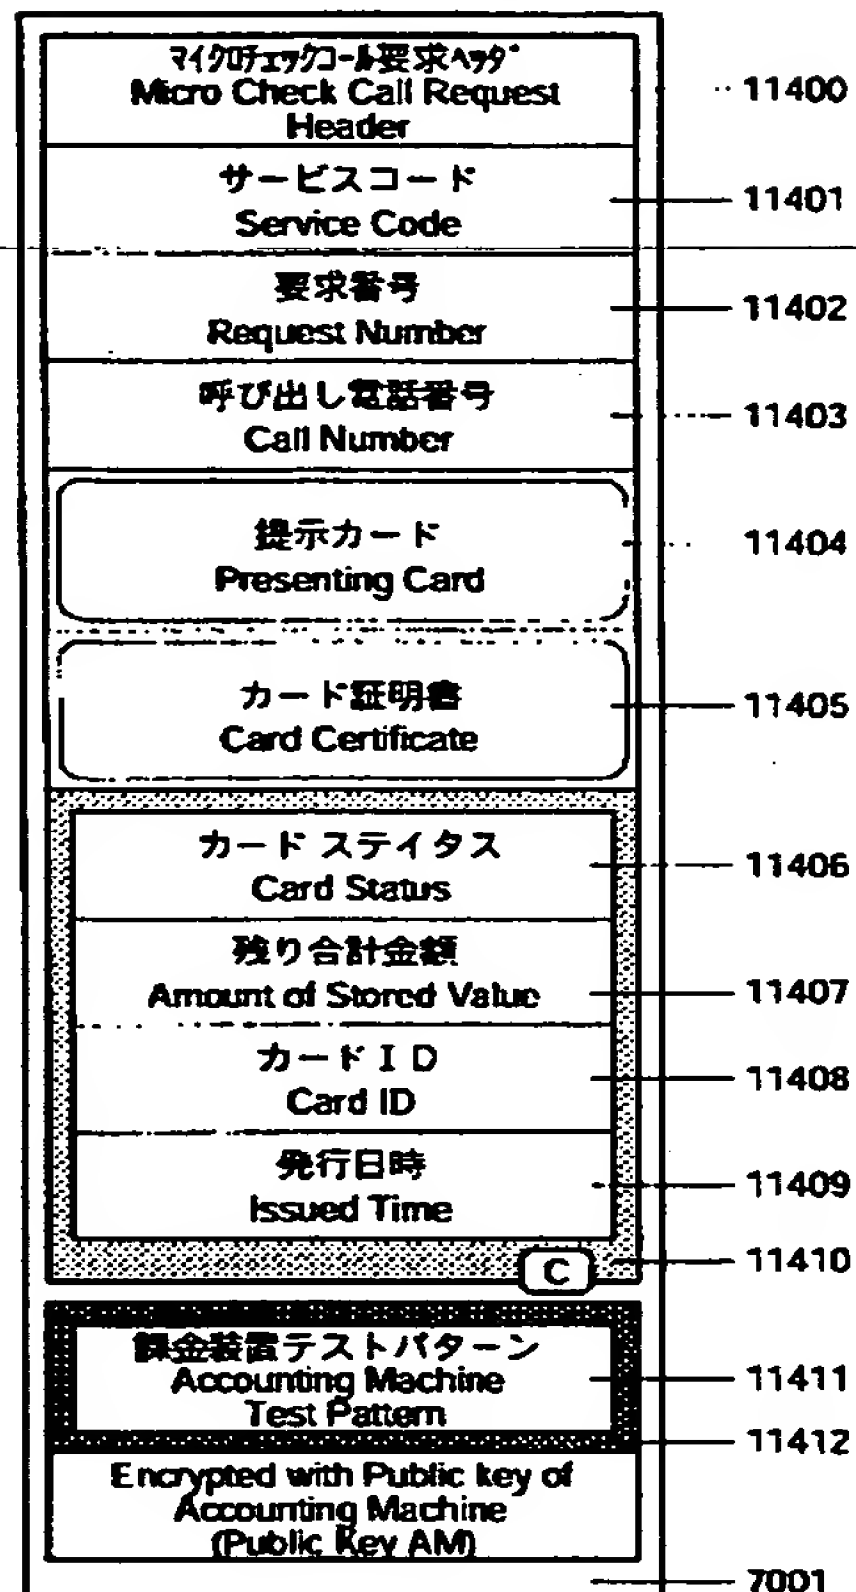 マイクロチェックコール要求ヘッダ 11400
Micro Check Call Request
Header
サービスコード 11401
Service Code
要求番号 11402
Request Number
呼び出し電話番号 11403
Call Number
提示カード 11404
Presenting Card
カード証明書 11405
Card Certificate
カード ステイタス 11406
Card Status
残り合計金額 11407
Amount of Stored Value
カードＩＤ 11408
Card ID
発行日時 11409
Issued Time
C 11410
課金装置テストパターン 11411
Accounting Machine
Test Pattern
11412
Encrypted with Public key of
Accounting Machine
(Public Key AM)
7001